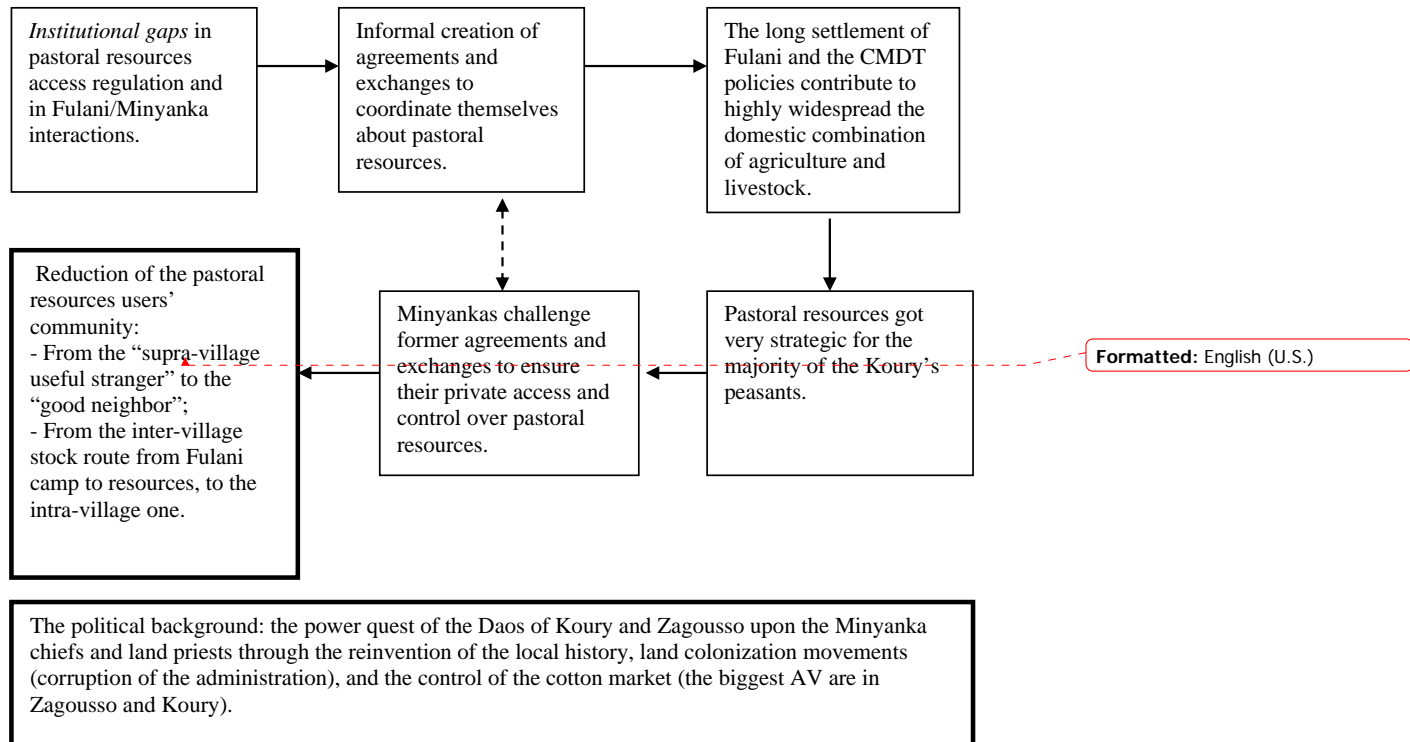 Institutional gaps in
pastoral resources
access regulation and
in Fulani/Minyanka
interactions.
Informal creation of
agreements and
exchanges to
coordinate themselves
about pastoral
resources.
The long settlement of
Fulani and the CMDT
policies contribute to
highly widespread the
domestic combination
of agriculture and
livestock.
Pastoral resources got
very strategic for the
majority of the Koury’s
peasants.
Minyankas challenge
former agreements and
exchanges to ensure
their private access and
control over pastoral
resources.
Reduction of the pastoral
resources users’
community:
- From the “supra-village
useful stranger” to the
“good neighbor”;
- From the inter-village
stock route from Fulani
camp to resources, to the
intra-village one.
Formatted: English (U.S.)
The political background: the power quest of the Daos of Koury and Zagousso upon the Minyanka
chiefs and land priests through the reinvention of the local history, land colonization movements
(corruption of the administration), and the control of the cotton market (the biggest AV are in
Zagousso and Koury).